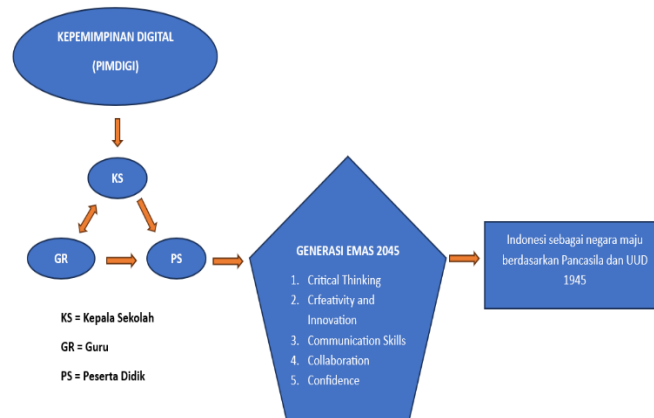 KEPEMIMPINAN DIGITAL
(PIMDIGI)
KS
GR
PS
KS = Kepala Sekolah
GR = Guru
PS = Peserta Didik
GENERASI EMAS 2045
1. Critical Thinking
2. Crfeativity and
Innovation
3. Communication Skills
4. Collaboration
5. Confidence
Indonesi sebagai negara maju
berdasarkan Pancasila dan UUD
1945